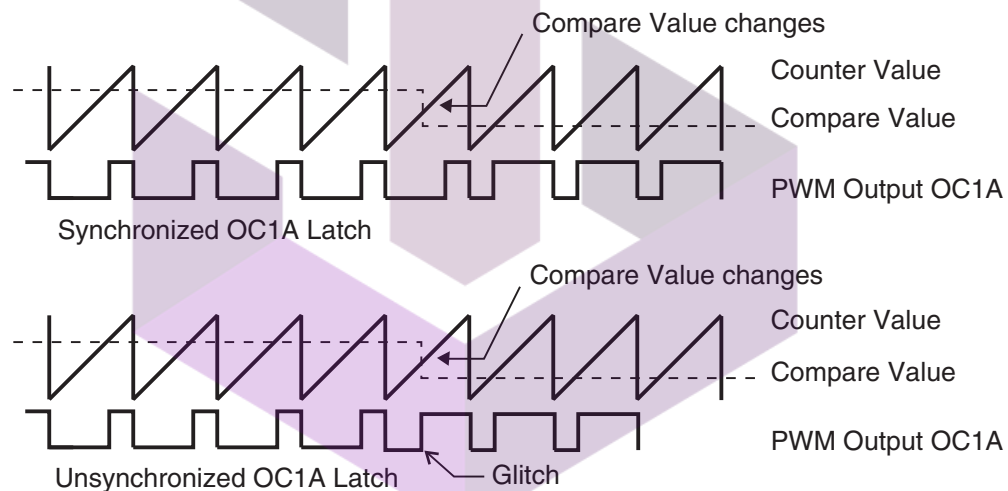 Compare Value changes
Counter Value
Compare Value
PWM Output OC1A
Synchronized OC1A Latch
Compare Value changes
Counter Value
Compare Value
PWM Output OC1A
Unsynchronized OC1A Latch
Glitch